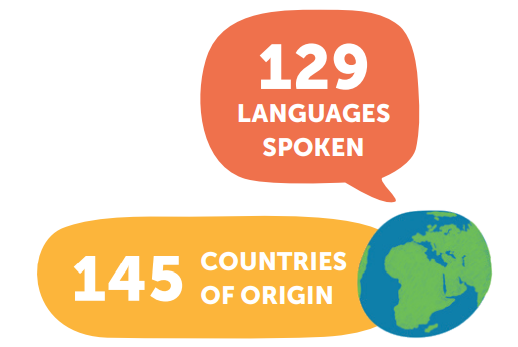 129
LANGUAGES
SPOKEN
145
COUNTRIES
OF ORIGIN